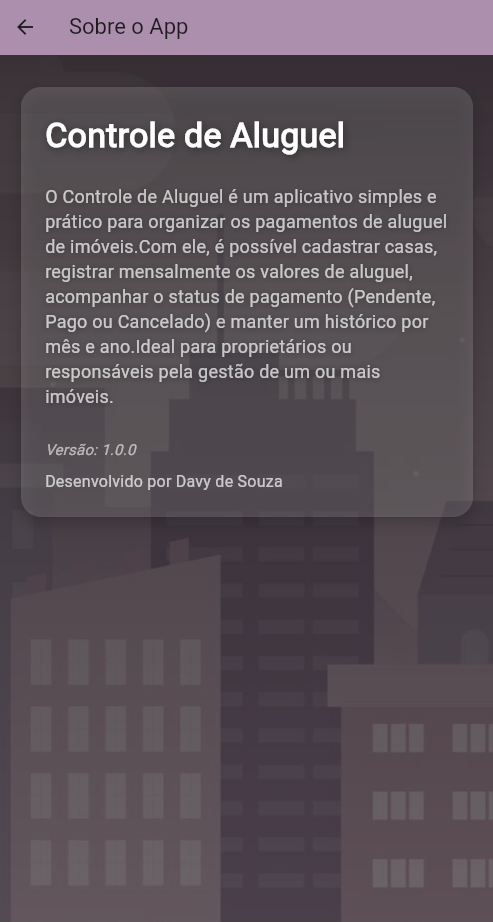 Sobre o App
Controle de Aluguel
O Controle de Aluguel é um aplicativo simples e
prático para organizar os pagamentos de aluguel
de imóveis.Com ele, é possível cadastrar casas,
registrar mensalmente os valores de aluguel,
acompanhar o status de pagamento (Pendente,
Pago ou Cancelado) e manter um histórico por
mês e ano.Ideal para proprietários ou
responsáveis pela gestão de um ou mais
imóveis.
Versão: 1.0.0
Desenvolvido por Davy de Souza